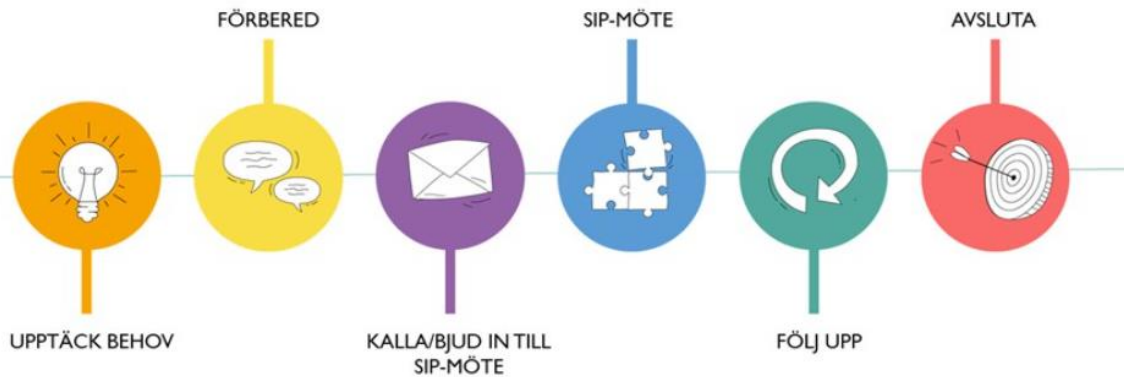 FÖRBERED
SIP-MÖTE
AVSLUTA
UPPTÄCK BEHOV
KALLA/BJUD IN TILL
SIP-MÖTE
FÖLJ UPP